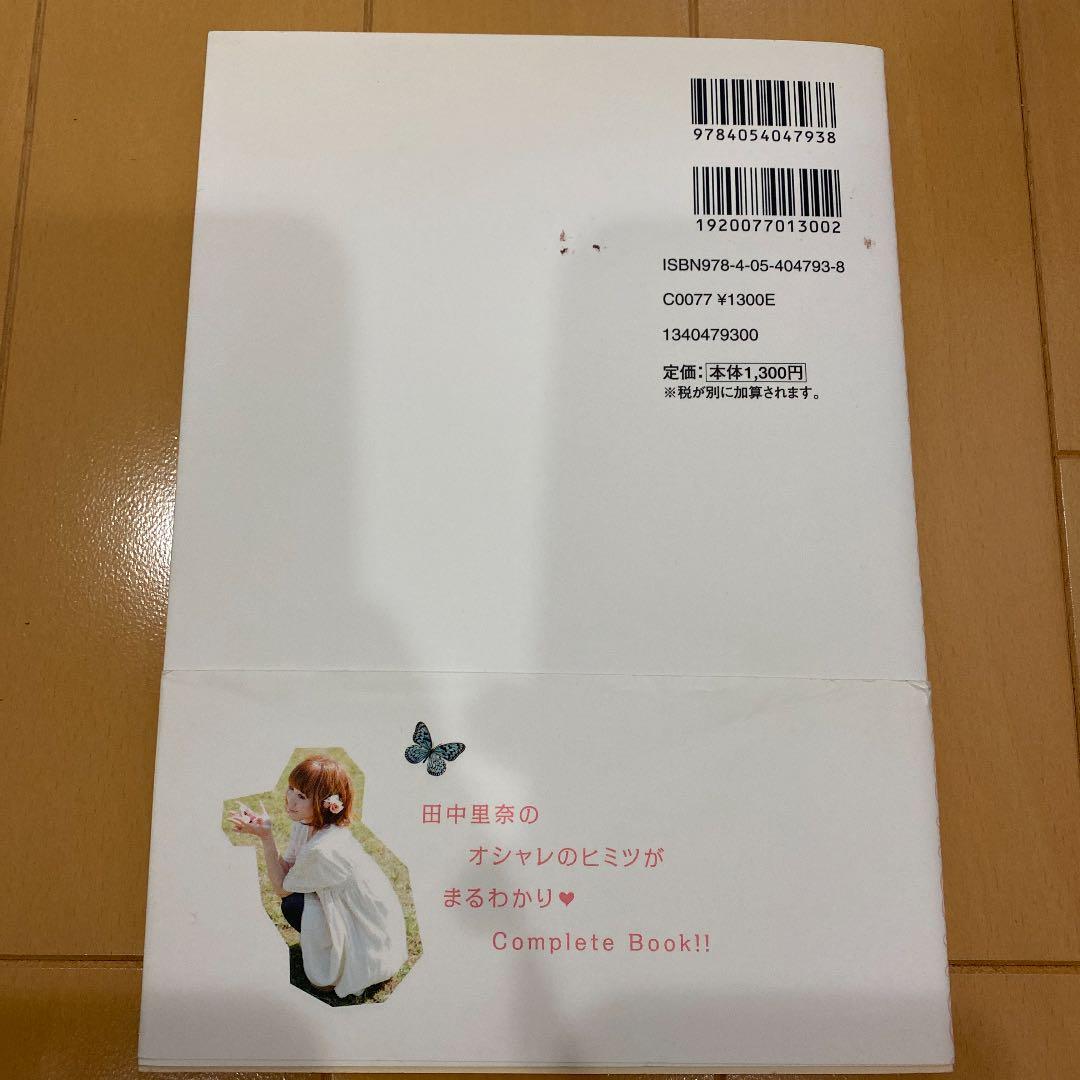 9784054047938
1920077013002
ISBN978-4-05-404793-8
C0077 ¥1300E
1340479300
定価：本体1,300円
※税が別に加算されます。
田中里奈の
オシャレのヒミツが
まるわかり♥
Complete Book!!